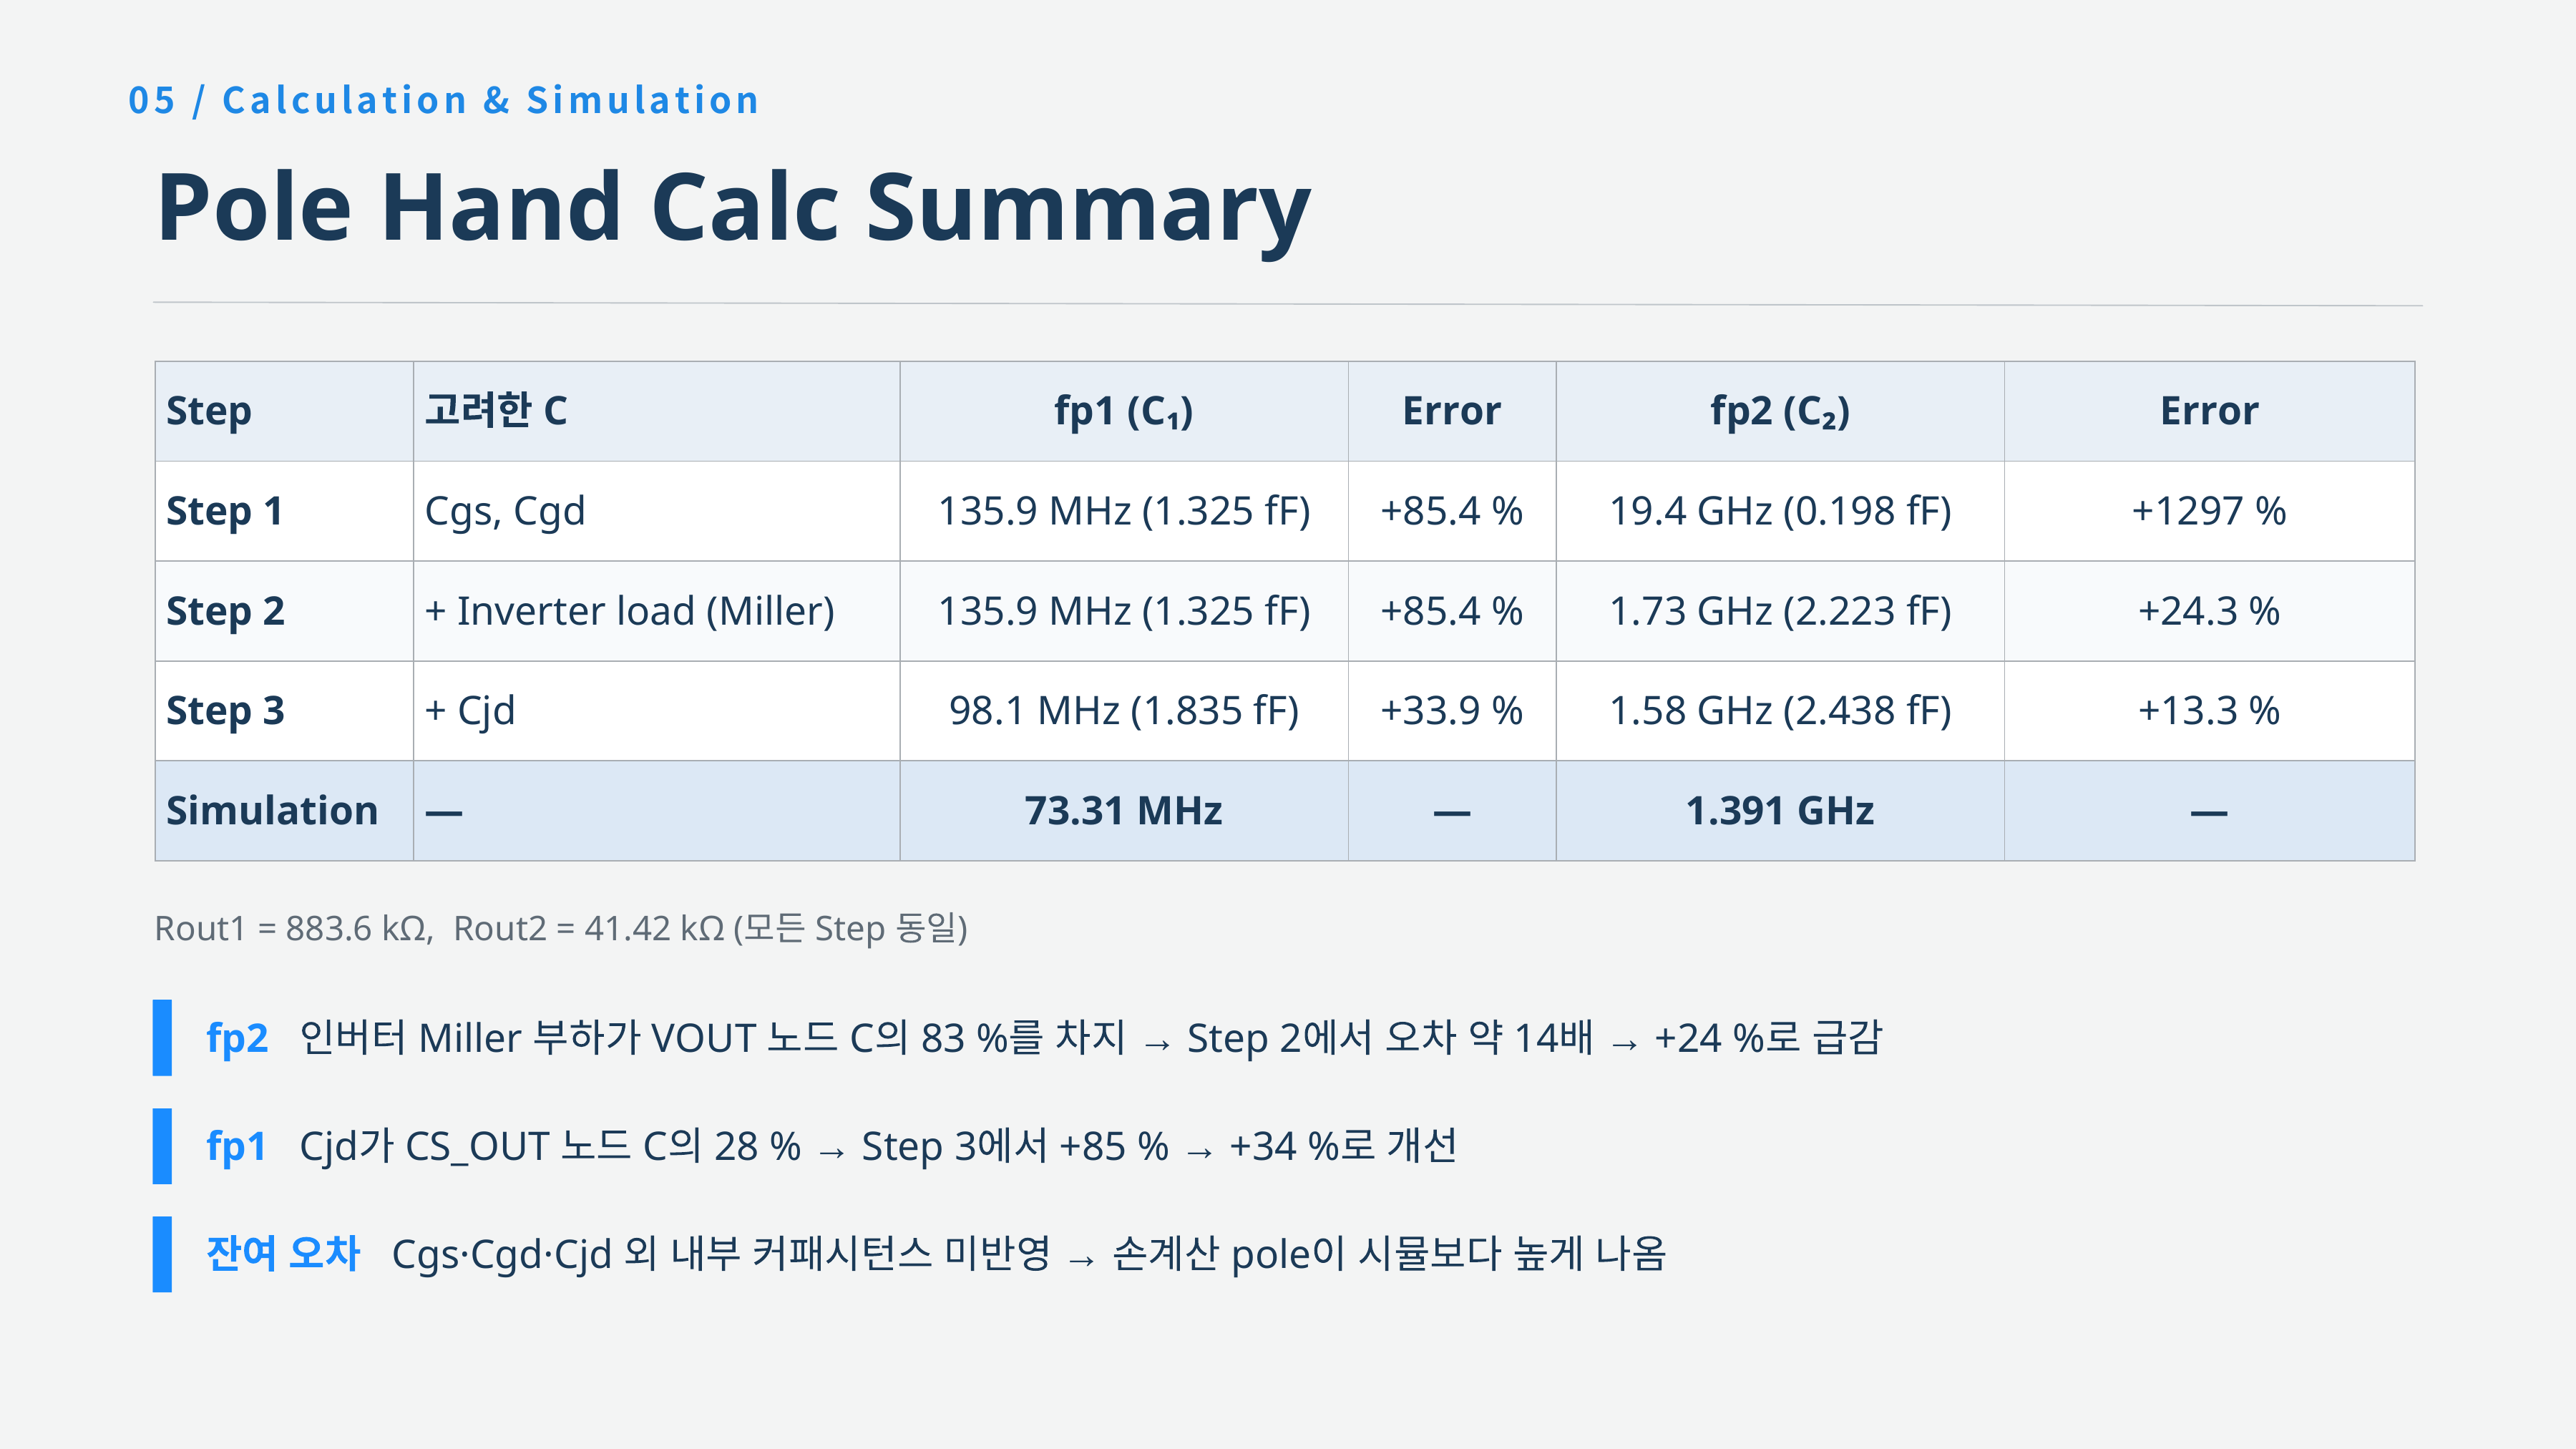 05 / Calculation & Simulation
Pole Hand Calc Summary
Step 고려한 C fp1 (C₁) Error fp2 (C₂) Error
Step 1 Cgs, Cgd 135.9 MHz (1.325 fF) +85.4 % 19.4 GHz (0.198 fF) +1297 %
Step 2 + Inverter load (Miller) 135.9 MHz (1.325 fF) +85.4 % 1.73 GHz (2.223 fF) +24.3 %
Step 3 + Cjd 98.1 MHz (1.835 fF) +33.9 % 1.58 GHz (2.438 fF) +13.3 %
Simulation — 73.31 MHz — 1.391 GHz —
Rout1 = 883.6 kΩ, Rout2 = 41.42 kΩ (모든 Step 동일)
fp2 인버터 Miller 부하가 VOUT 노드 C의 83 %를 차지 → Step 2에서 오차 약 14배 → +24 %로 급감
fp1 Cjd가 CS_OUT 노드 C의 28 % → Step 3에서 +85 % → +34 %로 개선
잔여 오차 Cgs·Cgd·Cjd 외 내부 커패시턴스 미반영 → 손계산 pole이 시뮬보다 높게 나옴